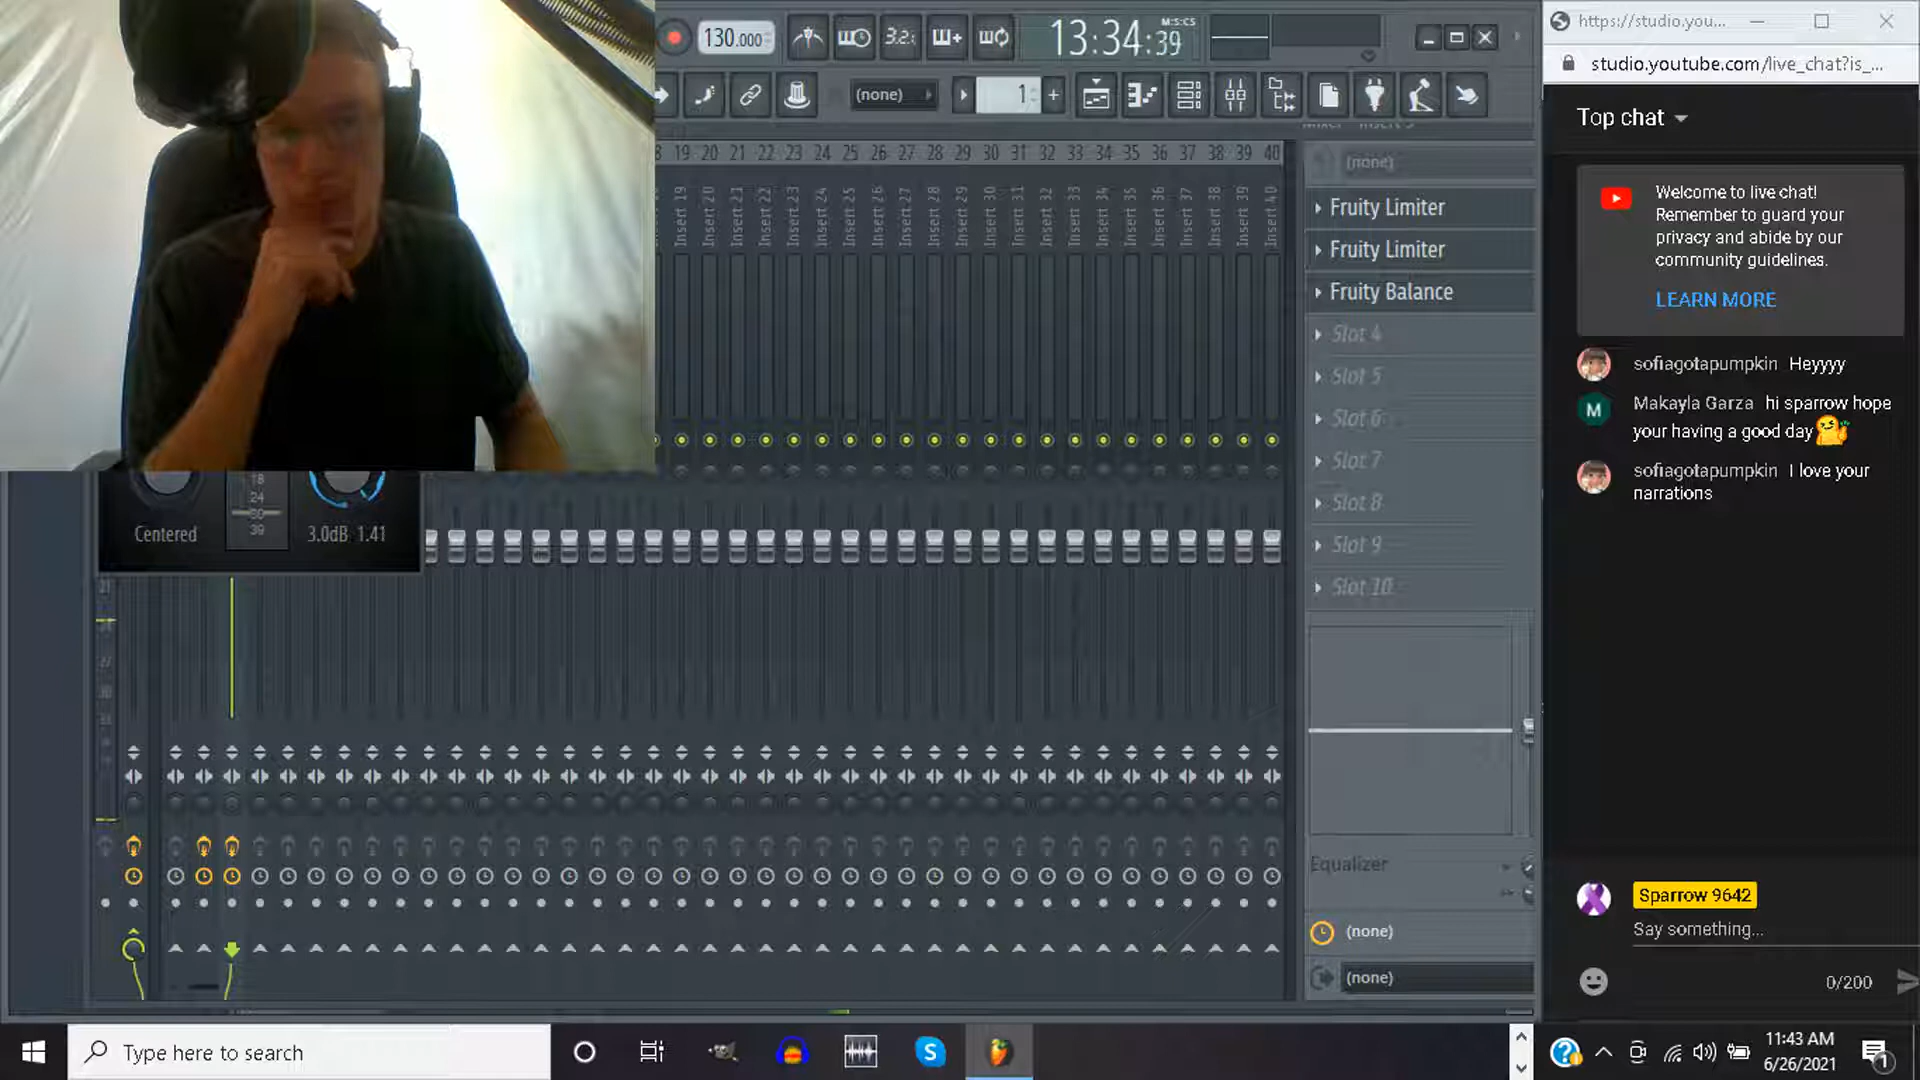 130.000
3.2:
13:34:39
M:S:CS
(none)
1
https://studio.you...
studio.youtube.com/live_chat?is_...
Top chat
Welcome to live chat!
Remember to guard your
privacy and abide by our
community guidelines.
LEARN MORE
sofiagotapumpkin Heyyyy
Makayla Garza hi sparrow hope
your having a good day
sofiagotapumpkin I love your
narrations
Sparrow 9642
Say something...
0/200
19 20 21 22 23 24 25 26 27 28 29 30 31 32 33 34 35 36 37 38 39 40
Insert 19
Insert 20
Insert 21
Insert 22
Insert 23
Insert 24
Insert 25
Insert 26
Insert 27
Insert 28
Insert 29
Insert 30
Insert 31
Insert 32
Insert 33
Insert 34
Insert 35
Insert 36
Insert 37
Insert 38
Insert 39
Insert 40
(none)
Fruity Limiter
Fruity Limiter
Fruity Balance
Slot 4
Slot 5
Slot 6
Slot 7
Slot 8
Slot 9
Slot 10
Equalizer
(none)
(none)
18
24
30
39
Centered
3.0dB 1.41
Type here to search
11:43 AM
6/26/2021
1